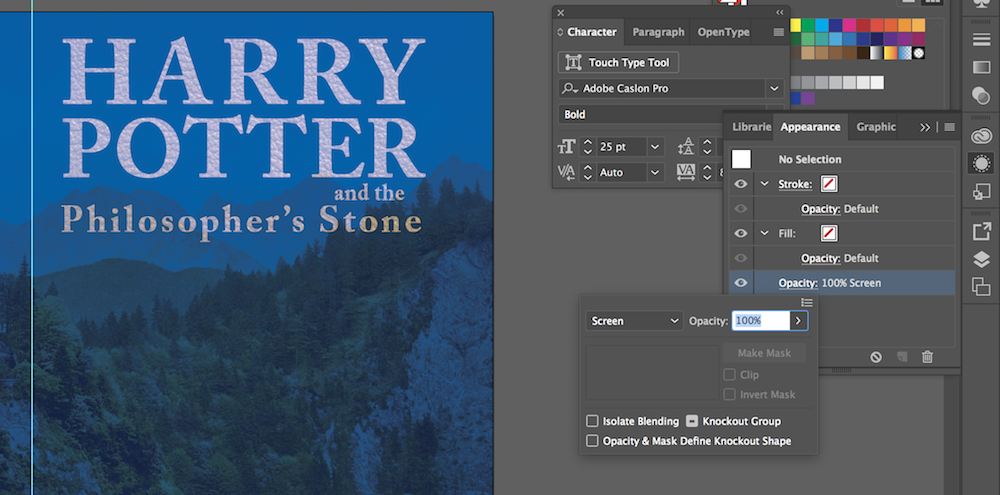 HARRY
POTTER
and the
Philosopher's Stone
Character Paragraph OpenType
Touch Type Tool
Adobe Caslon Pro
Bold
25 pt
Auto
Librarie Appearance Graphic
No Selection
Stroke:
Opacity: Default
Fill:
Opacity: Default
Opacity: 100% Screen
Screen Opacity: 100%
Make Mask
Clip
Invert Mask
Isolate Blending Knockout Group
Opacity & Mask Define Knockout Shape